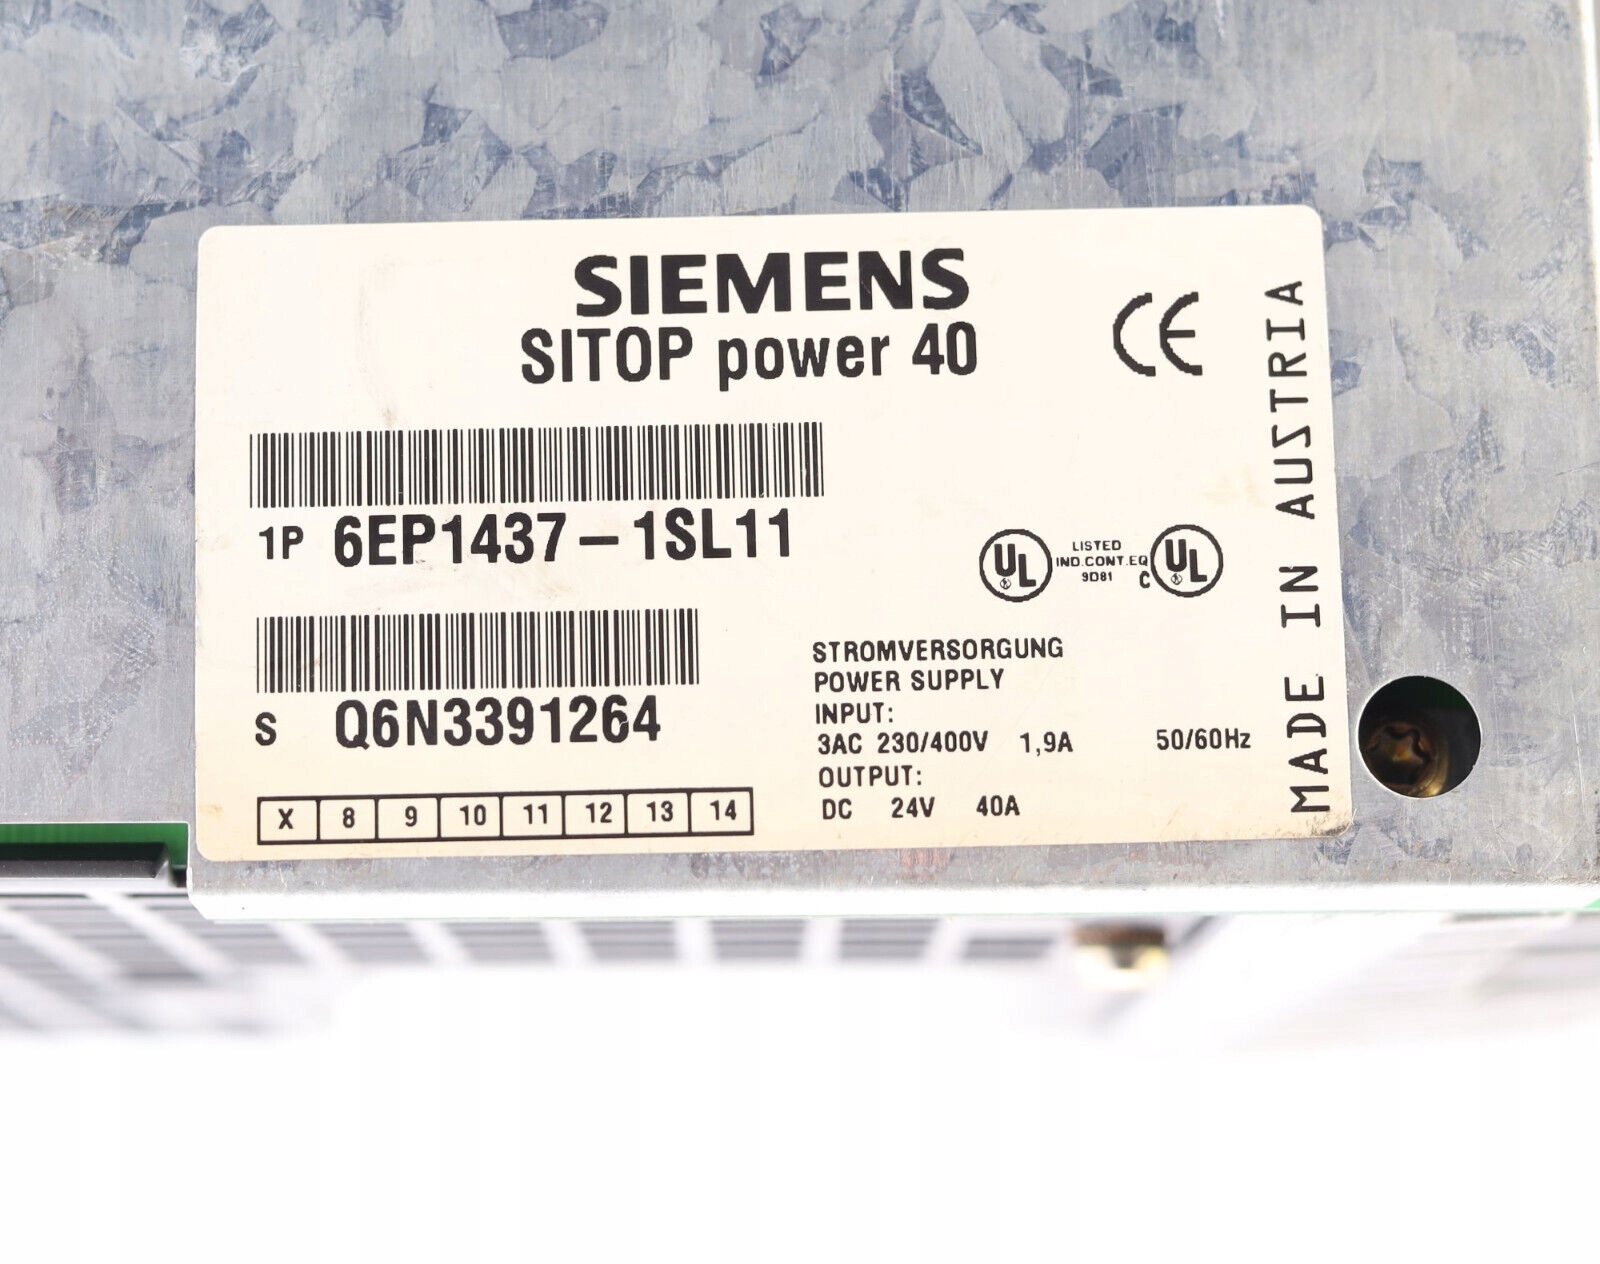 SIEMENS
SITOP power 40
CE
1P 6EP1437-1SL11
UL LISTED IND.CONT.EQ 9D81 C UL
S Q6N3391264
STROMVERSORGUNG
POWER SUPPLY
INPUT:
3AC 230/400V 1,9A 50/60Hz
OUTPUT:
DC 24V 40A
X 8 9 10 11 12 13 14
MADE IN AUSTRIA